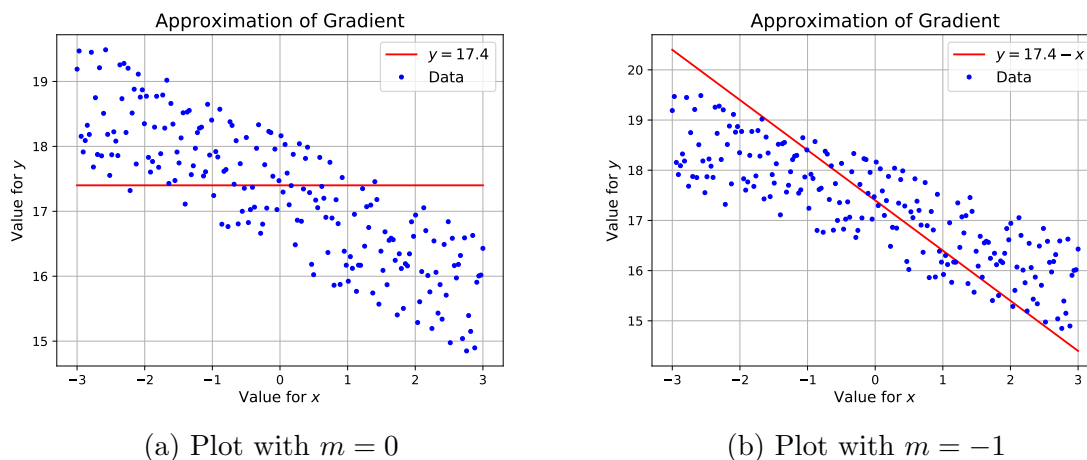 Approximation of Gradient
y = 17.4
Data
19
18
17
16
15
Value for y
−3 −2 −1 0 1 2 3
Value for x
(a) Plot with m = 0
Approximation of Gradient
y = 17.4 − x
Data
20
19
18
17
16
15
Value for y
−3 −2 −1 0 1 2 3
Value for x
(b) Plot with m = −1